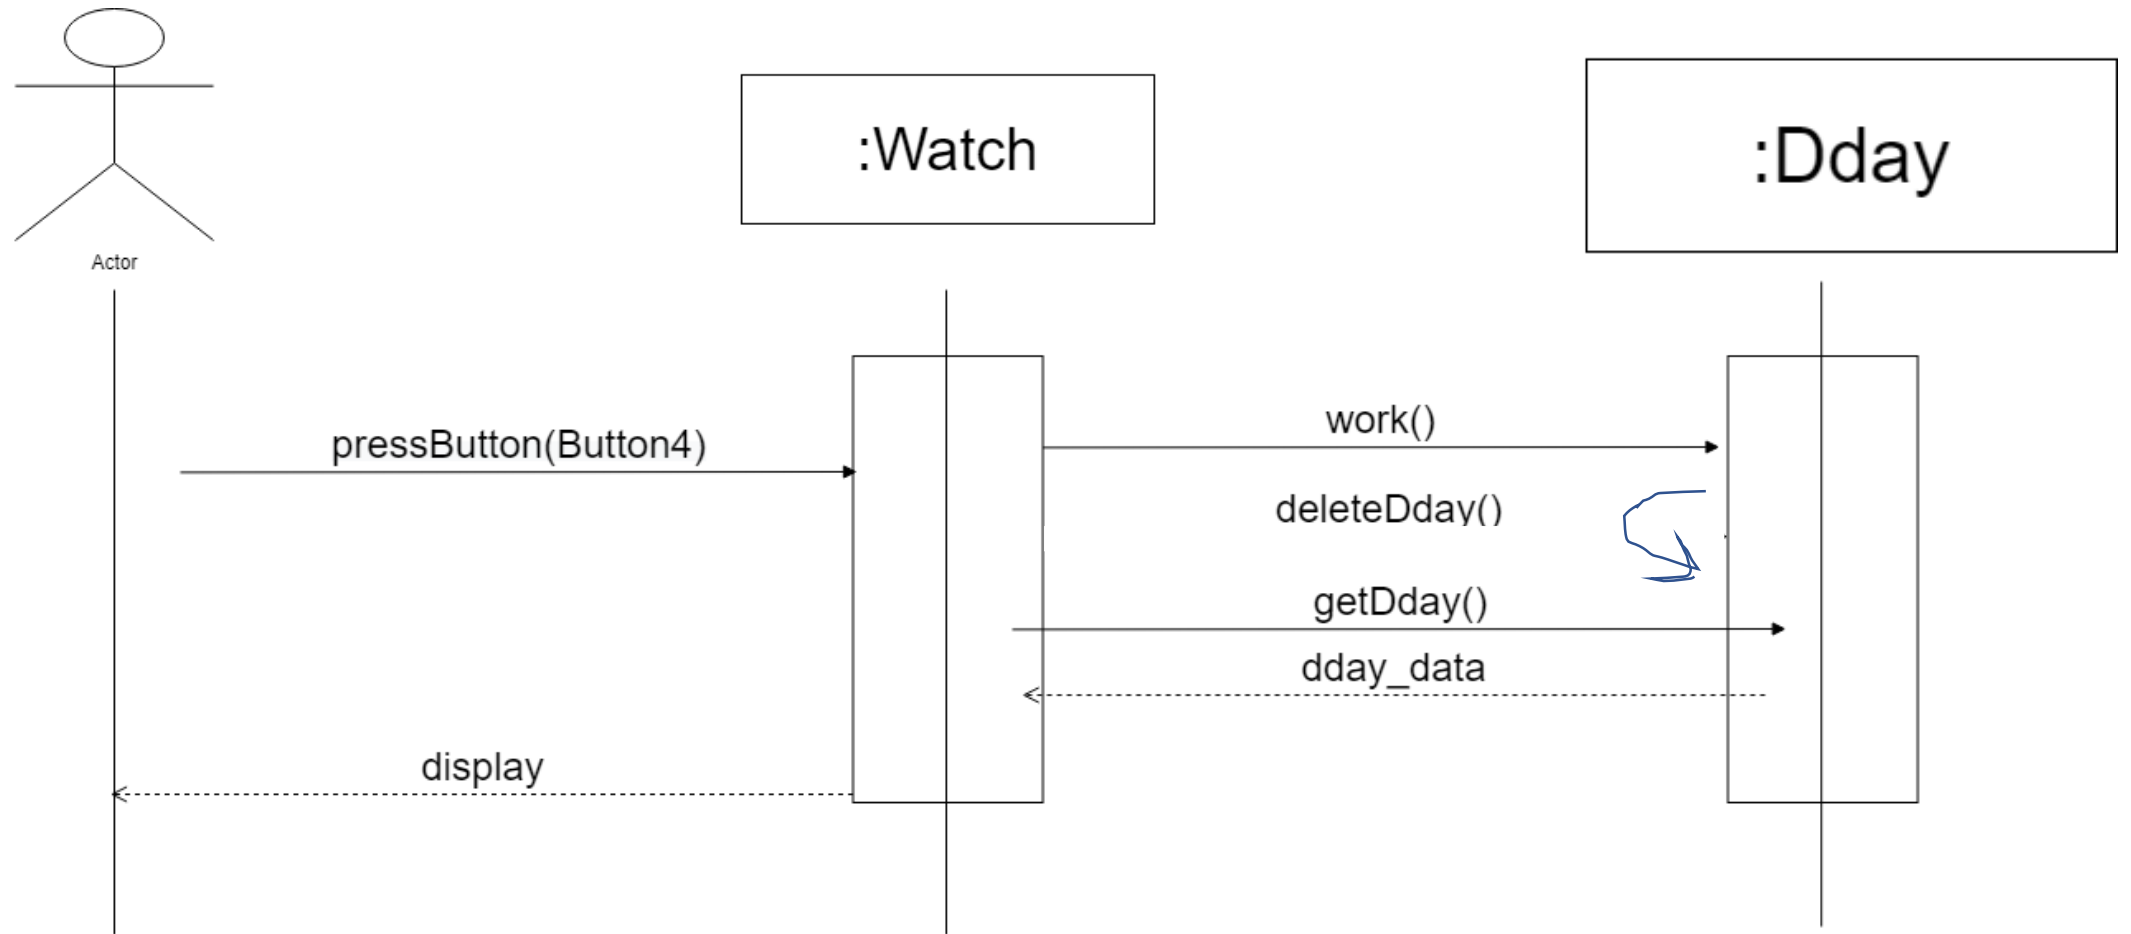 :Watch
:Dday
Actor
work()
pressButton(Button4)
deleteDday()
getDday()
dday_data
display